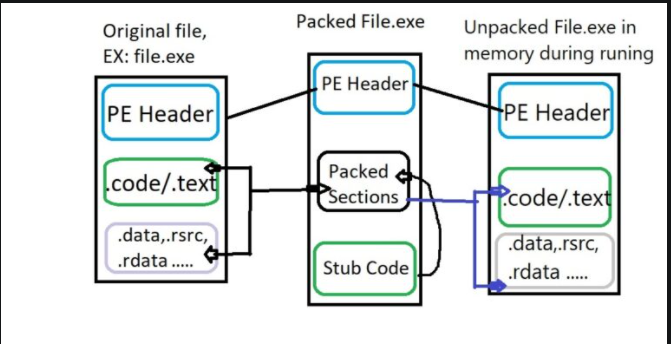 Original file,
EX: file.exe
PE Header
.code/.text
.data,.rsrc,
.rdata .....
Packed File.exe
PE Header
Packed
Sections
Stub Code
Unpacked File.exe in
memory during runing
PE Header
.code/.text
.data,.rsrc,
.rdata .....